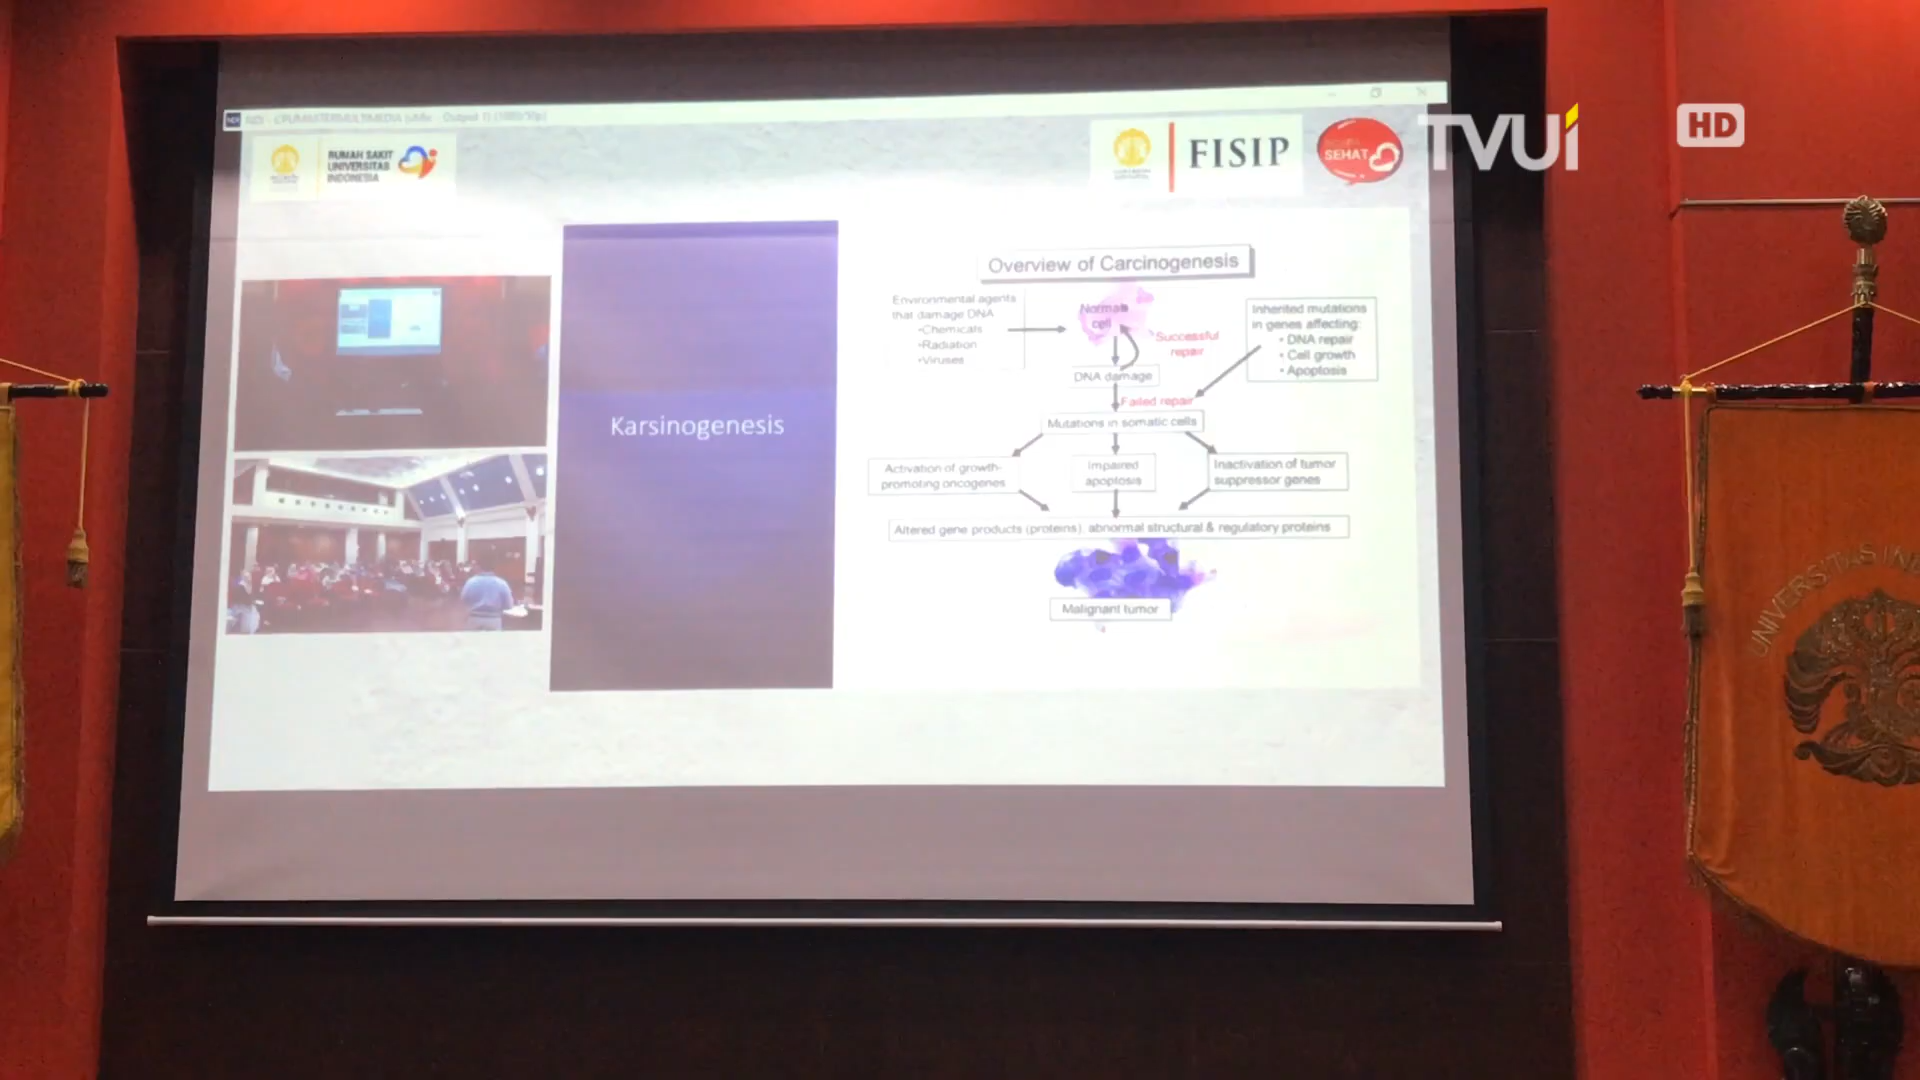 TVUi
HD
RUMAH SAKIT
UNIVERSITAS
INDONESIA
FISIP
SEHAT
Karsinogenesis
Overview of Carcinogenesis
Environmental agents
that damage DNA
•Chemicals
•Radiation
•Viruses
Normal
cell
Successful
repair
Inherited mutations
in genes affecting:
• DNA repair
• Cell growth
• Apoptosis
DNA damage
Failed repair
Mutations in somatic cells
Activation of growth-
promoting oncogenes
Impaired
apoptosis
Inactivation of tumor
suppressor genes
Altered gene products (proteins), abnormal structural & regulatory proteins
Malignant tumor
UNIVERSITAS IN